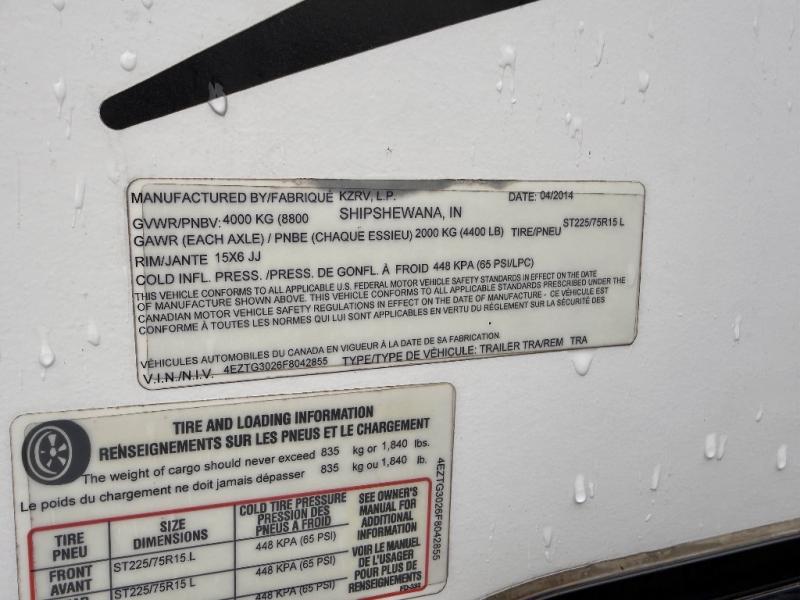 MANUFACTURED BY/FABRIQUÉ KZRV, L.P. DATE: 04/2014
SHIPSHEWANA, IN
GVWR/PNBV: 4000 KG (8800
GAWR (EACH AXLE) / PNBE (CHAQUE ESSIEU) 2000 KG (4400 LB) TIRE/PNEU ST225/75R15 L
RIM/JANTE 15X6 JJ
COLD INFL. PRESS. /PRESS. DE GONFL. À FROID 448 KPA (65 PSI/LPC)
THIS VEHICLE CONFORMS TO ALL APPLICABLE U.S. FEDERAL MOTOR VEHICLE SAFETY STANDARDS IN EFFECT ON THE DATE
OF MANUFACTURE SHOWN ABOVE. THIS VEHICLE CONFORMS TO ALL APPLICABLE STANDARDS PRESCRIBED UNDER THE
CANADIAN MOTOR VEHICLE SAFETY REGULATIONS IN EFFECT ON THE DATE OF MANUFACTURE - CE VÉHICULE EST
CONFORME À TOUTES LES NORMES QUI LUI SONT APPLICABLES EN VERTU DU RÈGLEMENT SUR LA SÉCURITÉ DES
VÉHICULES AUTOMOBILES DU CANADA EN VIGUEUR À LA DATE DE SA FABRICATION.
V.I.N./N.I.V. 4EZTG3026F8042855 TYPE/TYPE DE VÉHICULE: TRAILER TRA/REM TRA
TIRE AND LOADING INFORMATION
RENSEIGNEMENTS SUR LES PNEUS ET LE CHARGEMENT
The weight of cargo should never exceed 835 kg or 1,840 lbs.
Le poids du chargement ne doit jamais dépasser 835 kg ou 1,840 lb.
TIRE
PNEU
SIZE
DIMENSIONS
COLD TIRE PRESSURE
PRESSION DES
PNEUS A FROID
SEE OWNER'S
MANUAL FOR
ADDITIONAL
INFORMATION
FRONT
AVANT
ST225/75R15 L
448 KPA (65 PSI)
VOIR LE MANUEL
DE L'USAGER
POUR PLUS DE
RENSEIGNEMENTS
ST225/75R15 L
448 KPA (65 PSI)
4EZTG3026F8042855